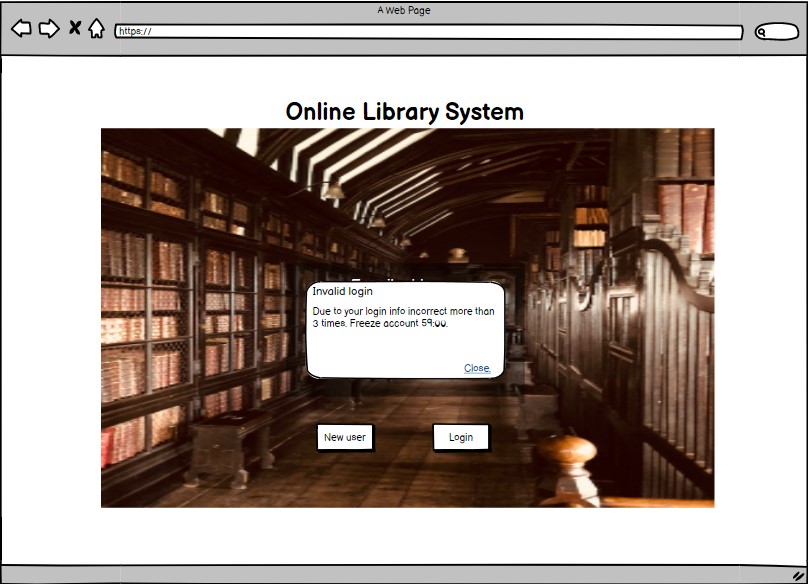 A Web Page
https://
Online Library System
Invalid login
Due to your login info incorrect more than
3 times. Freeze account 59:00.
Close.
New user
Login